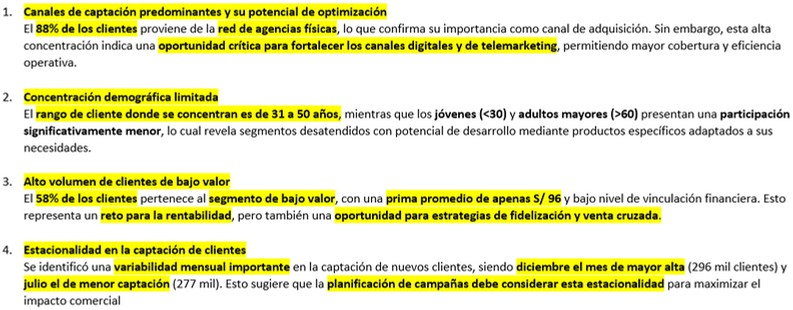 1. Canales de captación predominantes y su potencial de optimización
El 88% de los clientes proviene de la red de agencias físicas, lo que confirma su importancia como canal de adquisición. Sin embargo, esta alta
concentración indica una oportunidad crítica para fortalecer los canales digitales y de telemarketing, permitiendo mayor cobertura y eficiencia
operativa.
2. Concentración demográfica limitada
El rango de cliente donde se concentran es de 31 a 50 años, mientras que los jóvenes (<30) y adultos mayores (>60) presentan una participación
significativamente menor, lo cual revela segmentos desatendidos con potencial de desarrollo mediante productos específicos adaptados a sus
necesidades.
3. Alto volumen de clientes de bajo valor
El 58% de los clientes pertenece al segmento de bajo valor, con una prima promedio de apenas S/ 96 y bajo nivel de vinculación financiera. Esto
representa un reto para la rentabilidad, pero también una oportunidad para estrategias de fidelización y venta cruzada.
4. Estacionalidad en la captación de clientes
Se identificó una variabilidad mensual importante en la captación de nuevos clientes, siendo diciembre el mes de mayor alta (296 mil clientes) y
julio el de menor captación (277 mil). Esto sugiere que la planificación de campañas debe considerar esta estacionalidad para maximizar el
impacto comercial